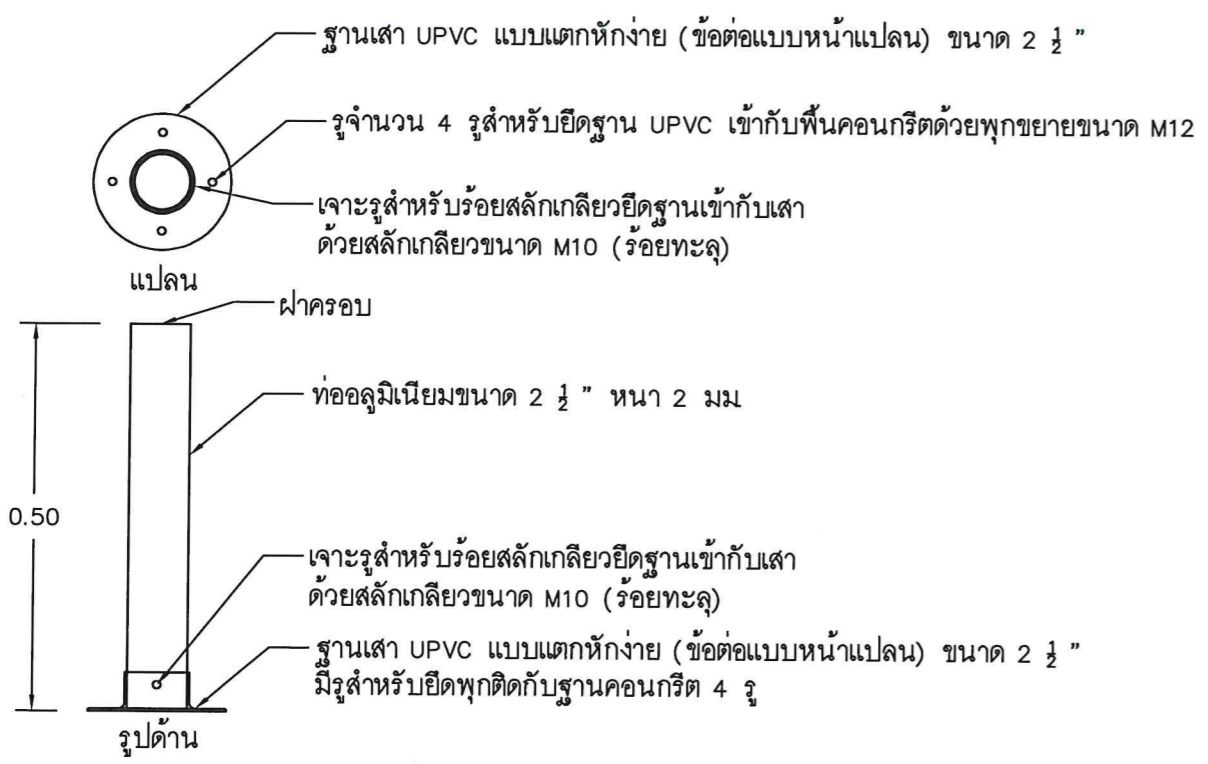 ฐานเสา UPVC แบบแตกหักง่าย (ข้อต่อแบบหน้าแปลน) ขนาด 2 ½ "
รูจำนวน 4 รูสำหรับยึดฐาน UPVC เข้ากับพื้นคอนกรีตด้วยพุกขยายขนาด M12
เจาะรูสำหรับร้อยสลักเกลียวยึดฐานเข้ากับเสา
ด้วยสลักเกลียวขนาด M10 (ร้อยทะลุ)
แปลน
ฝาครอบ
ท่ออลูมิเนียมขนาด 2 ½ " หนา 2 มม.
0.50
เจาะรูสำหรับร้อยสลักเกลียวยึดฐานเข้ากับเสา
ด้วยสลักเกลียวขนาด M10 (ร้อยทะลุ)
ฐานเสา UPVC แบบแตกหักง่าย (ข้อต่อแบบหน้าแปลน) ขนาด 2 ½ "
มีรูสำหรับยึดพุกติดกับฐานคอนกรีต 4 รู
รูปด้าน